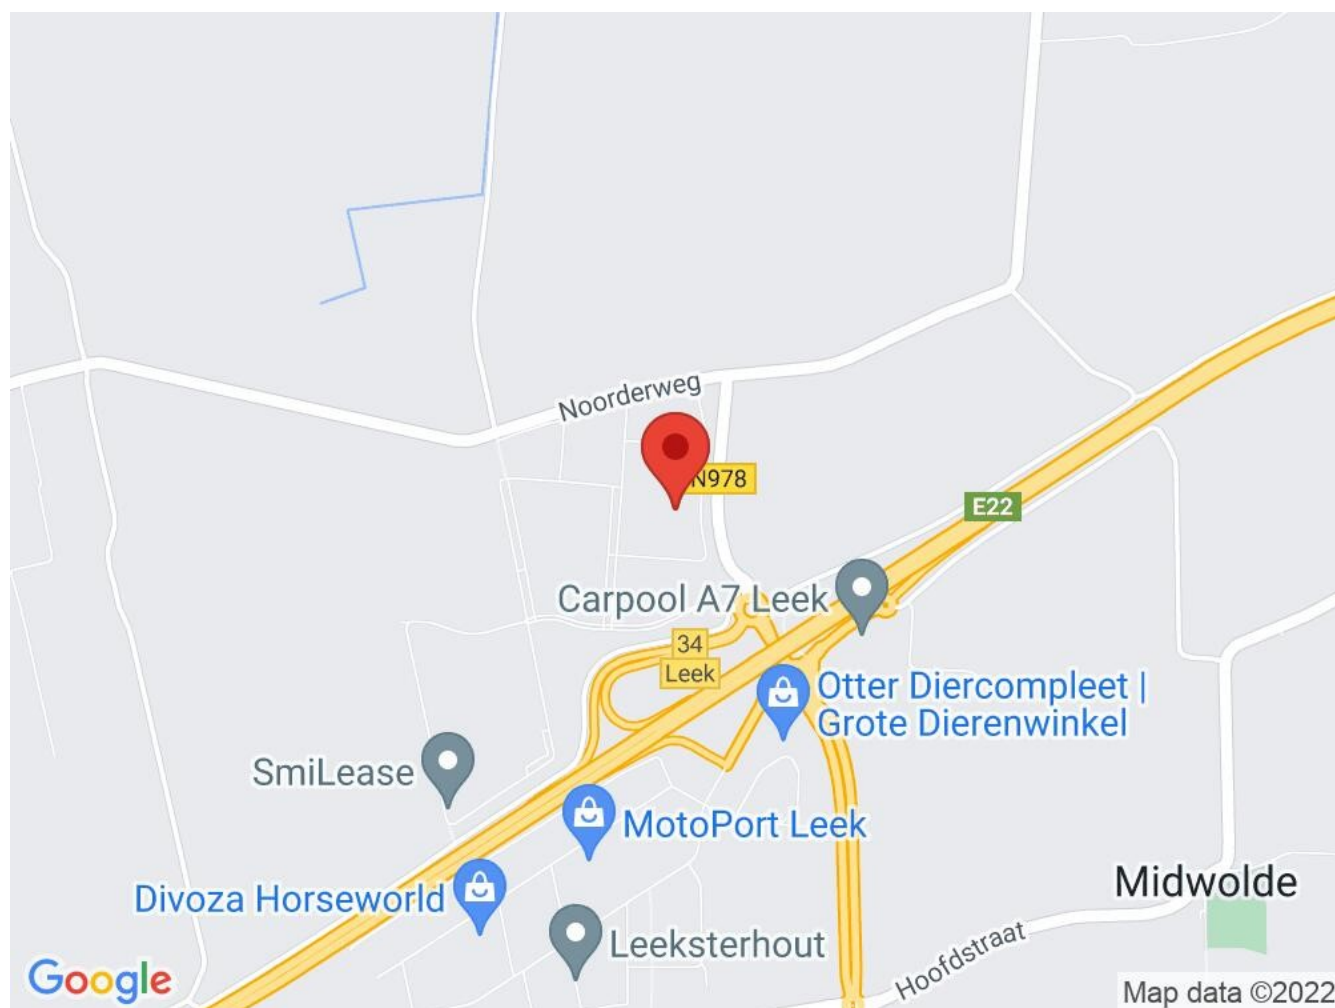 Noorderweg
N978
E22
Carpool A7 Leek
34
Leek
Otter Diercompleet |
Grote Dierenwinkel
SmiLease
MotoPort Leek
Midwolde
Divoza Horseworld
Leeksterhout
Hoofdstraat
Google
Map data ©2022